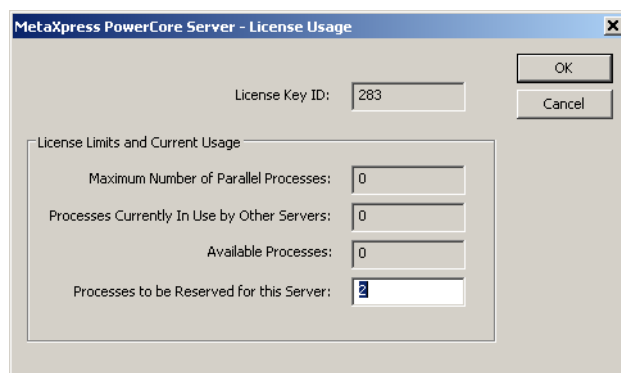 MetaXpress PowerCore Server - License Usage
OK
License Key ID: 283
Cancel
License Limits and Current Usage
Maximum Number of Parallel Processes: 0
Processes Currently In Use by Other Servers: 0
Available Processes: 0
Processes to be Reserved for this Server: 2